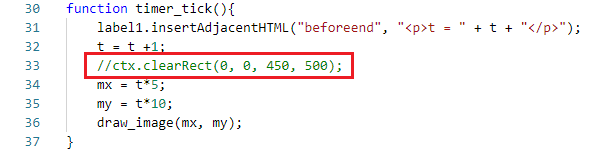 30 function timer_tick(){
31 label1.insertAdjacentHTML("beforeend", "<p>t = " + t + "</p>");
32 t = t +1;
33 //ctx.clearRect(0, 0, 450, 500);
34 mx = t*5;
35 my = t*10;
36 draw_image(mx, my);
37 }